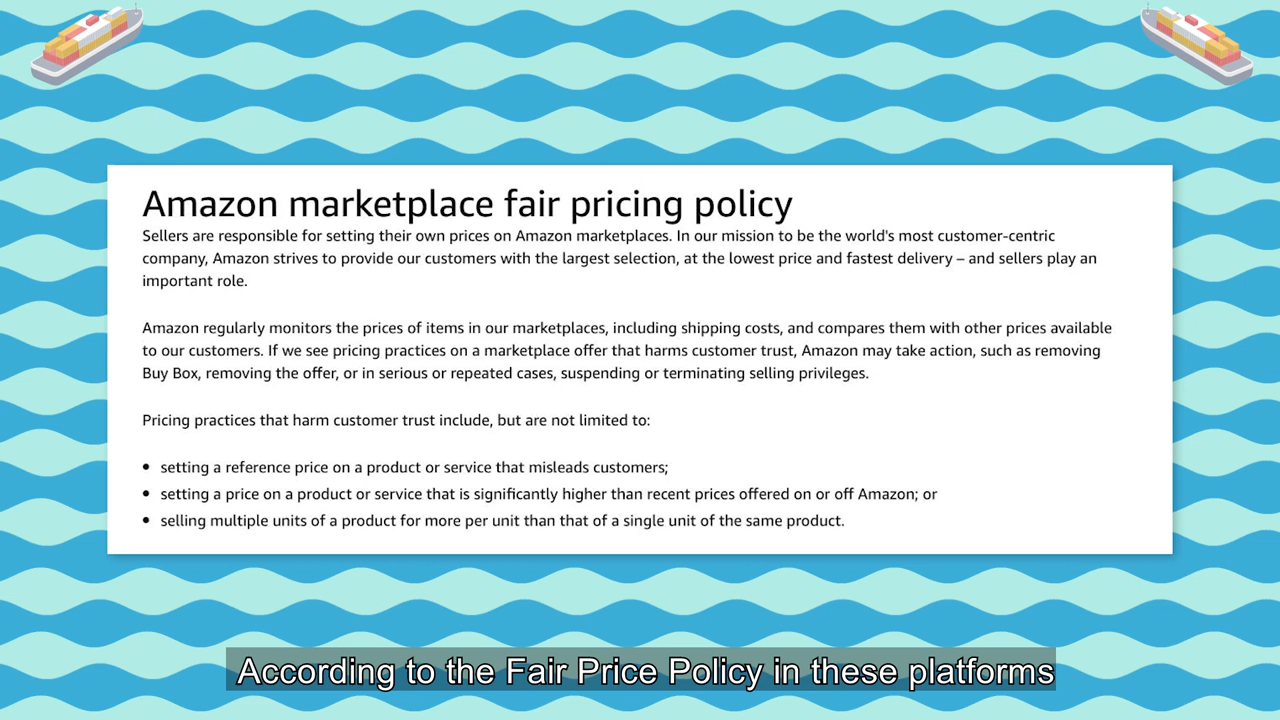 Amazon marketplace fair pricing policy
Sellers are responsible for setting their own prices on Amazon marketplaces. In our mission to be the world's most customer-centric
company, Amazon strives to provide our customers with the largest selection, at the lowest price and fastest delivery – and sellers play an
important role.
Amazon regularly monitors the prices of items in our marketplaces, including shipping costs, and compares them with other prices available
to our customers. If we see pricing practices on a marketplace offer that harms customer trust, Amazon may take action, such as removing
Buy Box, removing the offer, or in serious or repeated cases, suspending or terminating selling privileges.
Pricing practices that harm customer trust include, but are not limited to:
• setting a reference price on a product or service that misleads customers;
• setting a price on a product or service that is significantly higher than recent prices offered on or off Amazon; or
• selling multiple units of a product for more per unit than that of a single unit of the same product.
According to the Fair Price Policy in these platforms